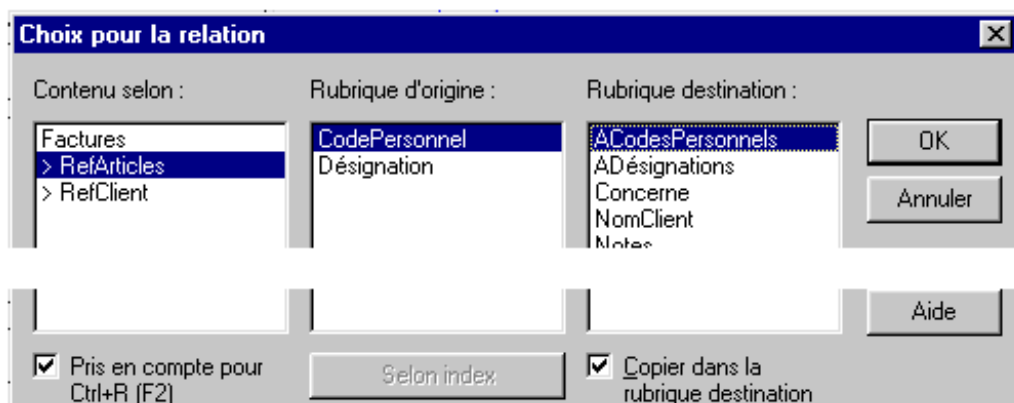 Choix pour la relation
Contenu selon :
Rubrique d'origine :
Rubrique destination :
Factures
> RefArticles
> RefClient
CodePersonnel
Désignation
ACodesPersonnels
ADésignations
Concerne
NomClient
Notes
OK
Annuler
Aide
Pris en compte pour
Ctrl+R (F2)
Selon index
Copier dans la
rubrique destination